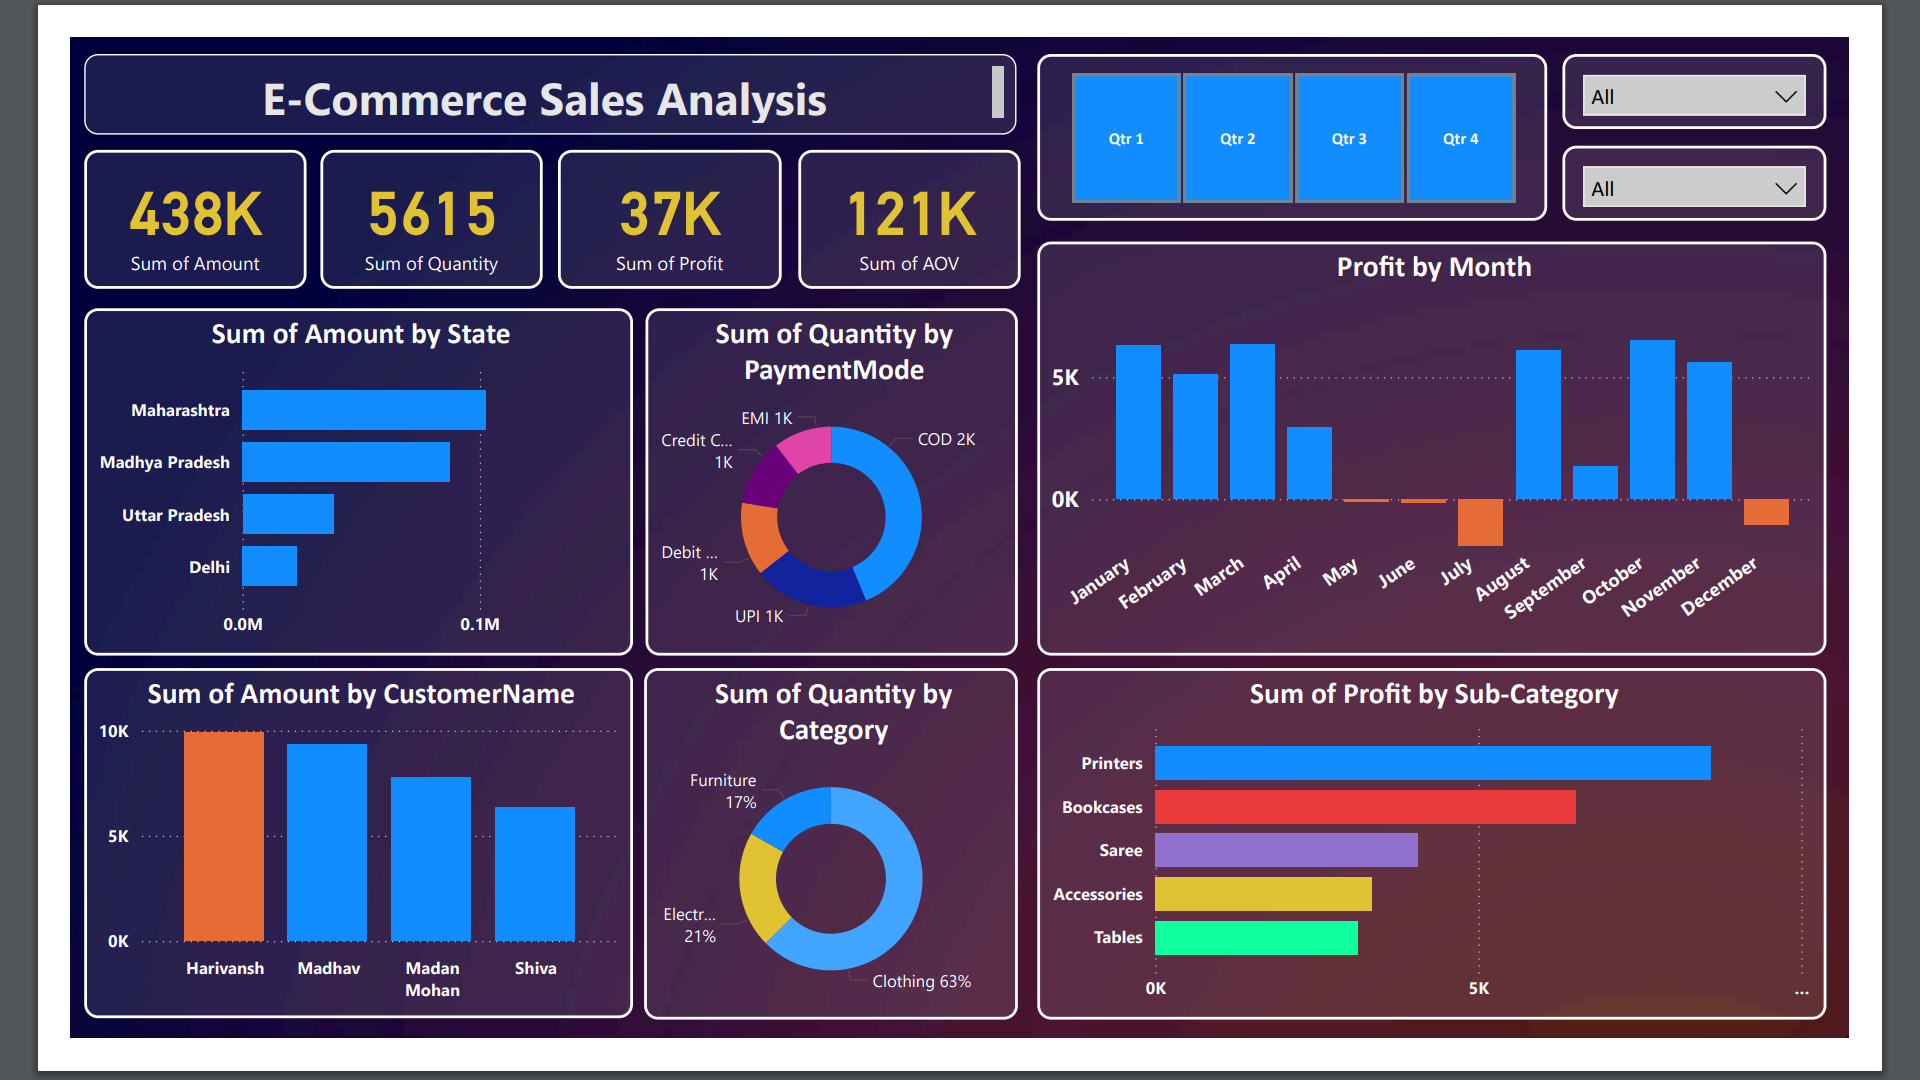 E-Commerce Sales Analysis
Qtr 1
Qtr 2
Qtr 3
Qtr 4
All
All
438K
Sum of Amount
5615
Sum of Quantity
37K
Sum of Profit
121K
Sum of AOV
Sum of Amount by State
Maharashtra
Madhya Pradesh
Uttar Pradesh
Delhi
0.0M
0.1M
Sum of Quantity by
PaymentMode
EMI 1K
COD 2K
Credit C...
1K
Debit ...
1K
UPI 1K
Profit by Month
5K
0K
January
February
March
April
May
June
July
August
September
October
November
December
Sum of Amount by CustomerName
10K
5K
0K
Harivansh
Madhav
Madan
Mohan
Shiva
Sum of Quantity by
Category
Furniture
17%
Electr...
21%
Clothing 63%
Sum of Profit by Sub-Category
Printers
Bookcases
Saree
Accessories
Tables
0K
5K
...